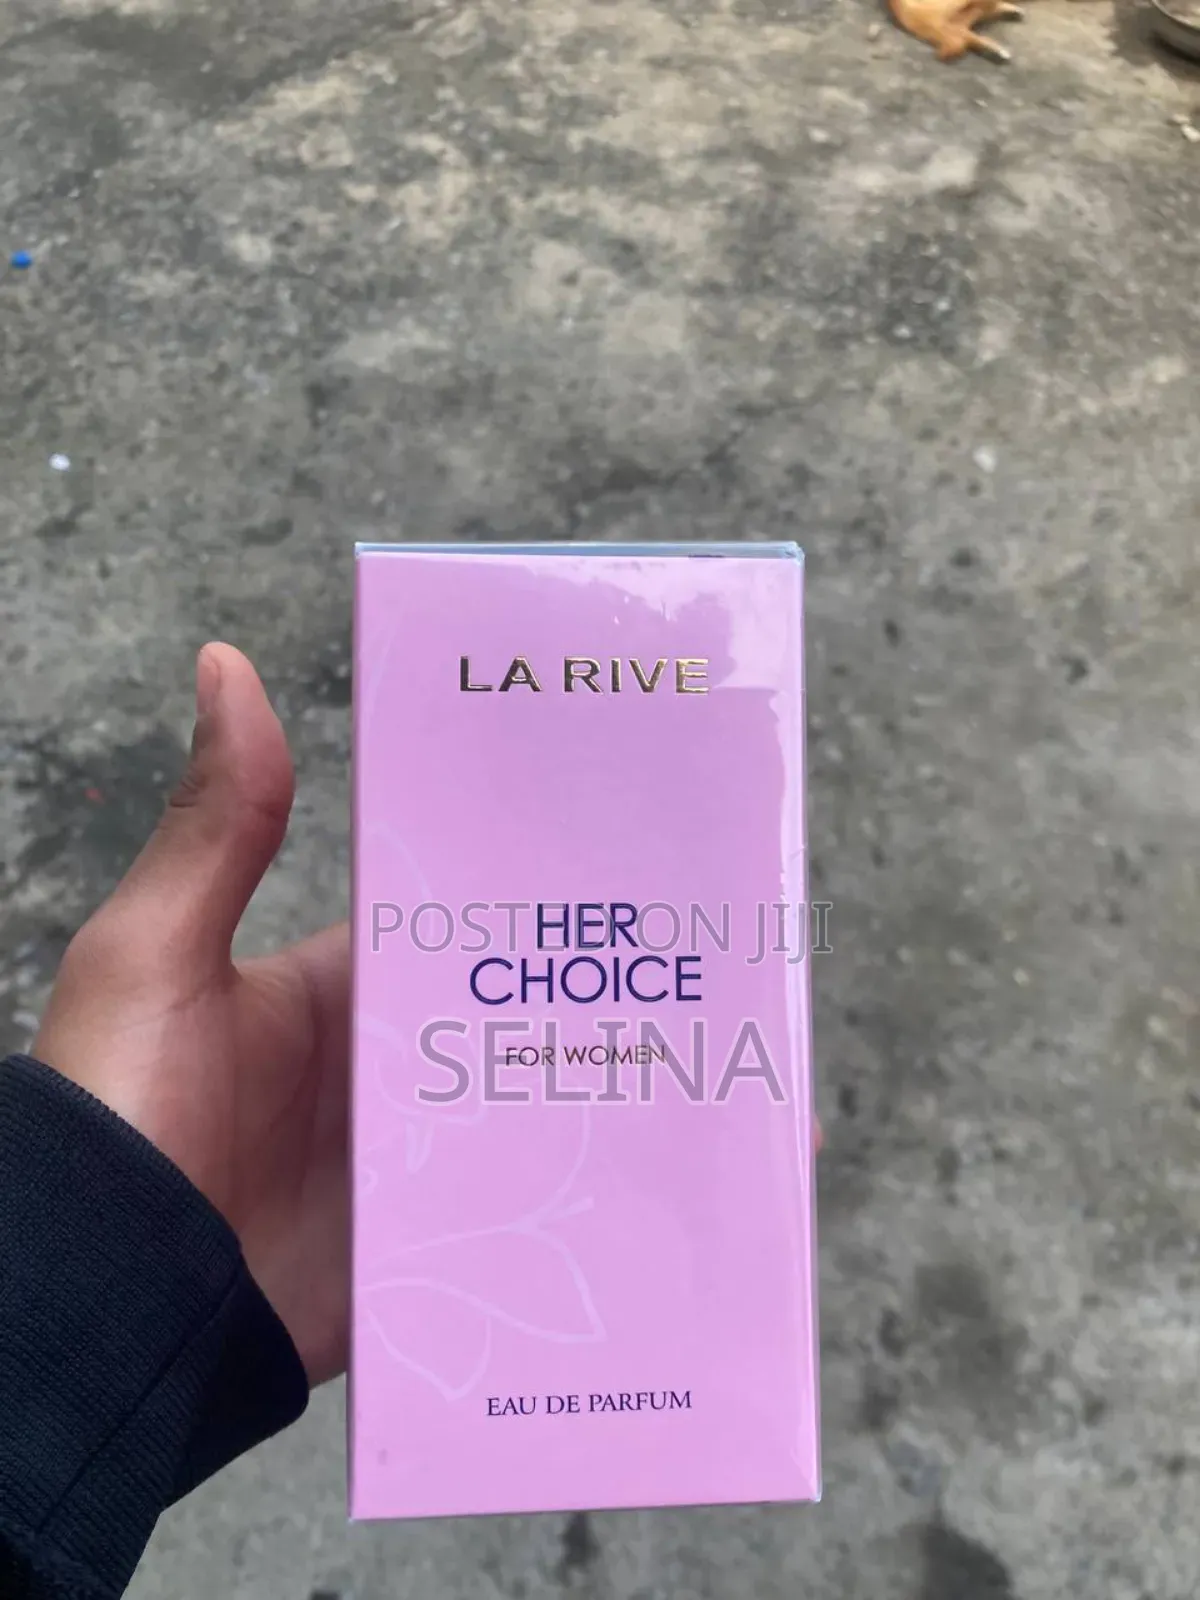 LA RIVE
POSTED ON JIJI
HER
CHOICE
SELINA
FOR WOMEN
EAU DE PARFUM